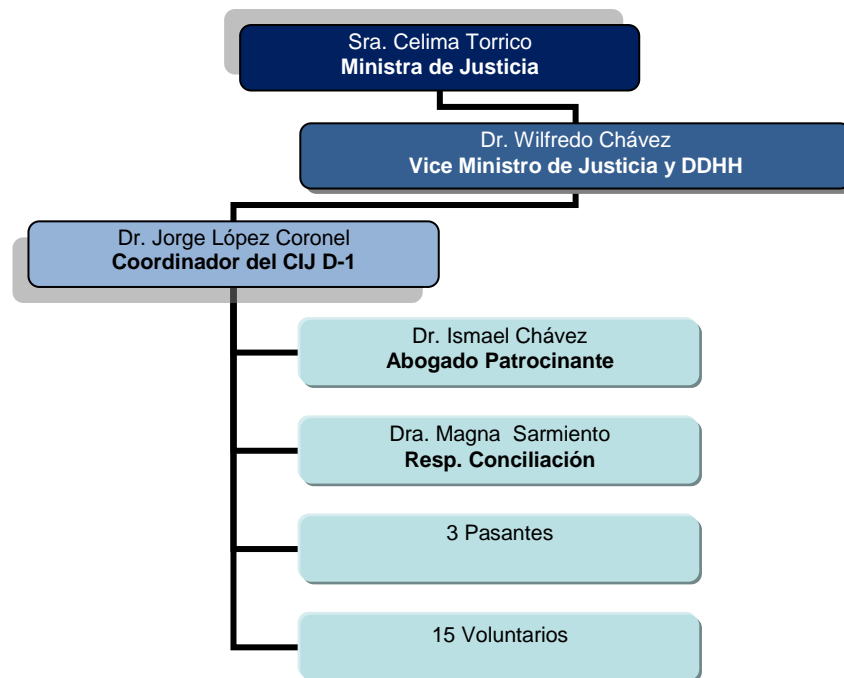 Sra. Celima Torrico
Ministra de Justicia
Dr. Wilfredo Chávez
Vice Ministro de Justicia y DDHH
Dr. Jorge López Coronel
Coordinador del CIJ D-1
Dr. Ismael Chávez
Abogado Patrocinante
Dra. Magna  Sarmiento
Resp. Conciliación
3 Pasantes
15 Voluntarios